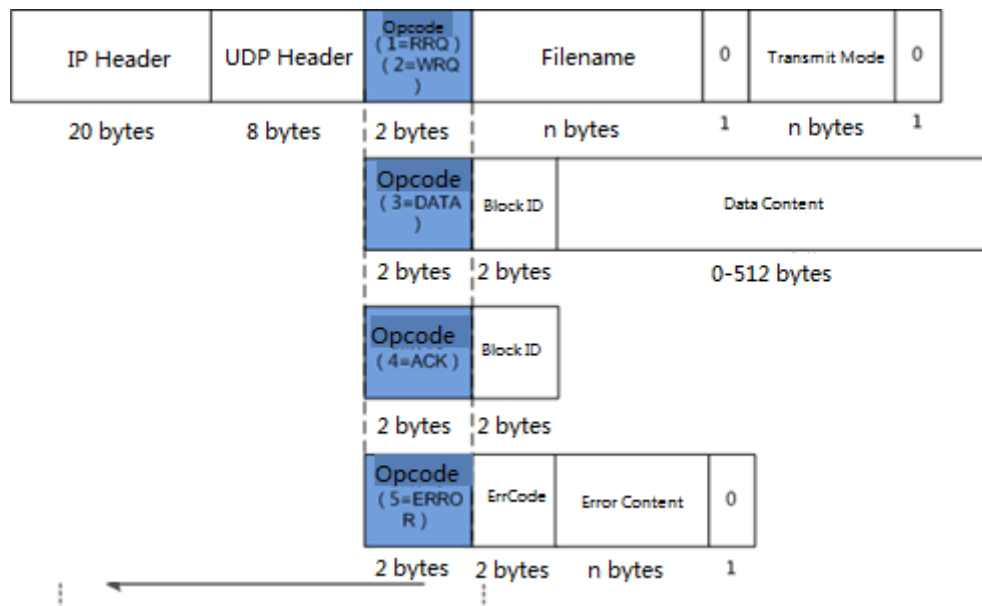 IP Header
UDP Header
Opcode
(1=RRQ)
(2=WRQ
)
Filename
0
Transmit Mode
0
20 bytes
8 bytes
2 bytes
n bytes
1
n bytes
1
Opcode
(3=DATA
)
Block ID
Data Content
2 bytes
2 bytes
0-512 bytes
Opcode
(4=ACK)
Block ID
2 bytes
2 bytes
Opcode
(5=ERRO
R)
ErrCode
Error Content
0
2 bytes
2 bytes
n bytes
1